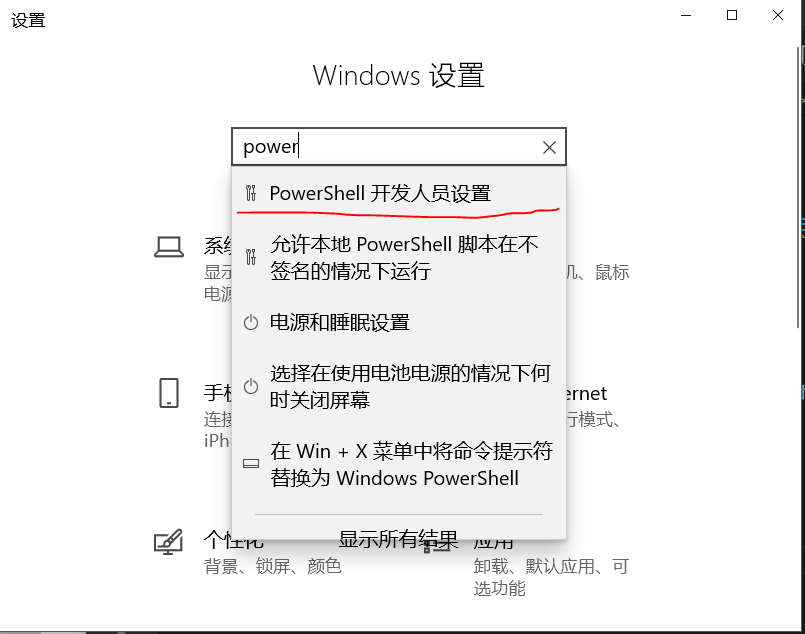 设置
Windows 设置
power
PowerShell 开发人员设置
允许本地 PowerShell 脚本在不
签名的情况下运行
电源和睡眠设置
选择在使用电池电源的情况下何
时关闭屏幕
在 Win + X 菜单中将命令提示符
替换为 Windows PowerShell
显示所有结果
系统
显示
电源
机、鼠标
手机
连接
iPh
ernet
行模式、
个性化
背景、锁屏、颜色
应用
卸载、默认应用、可
选功能